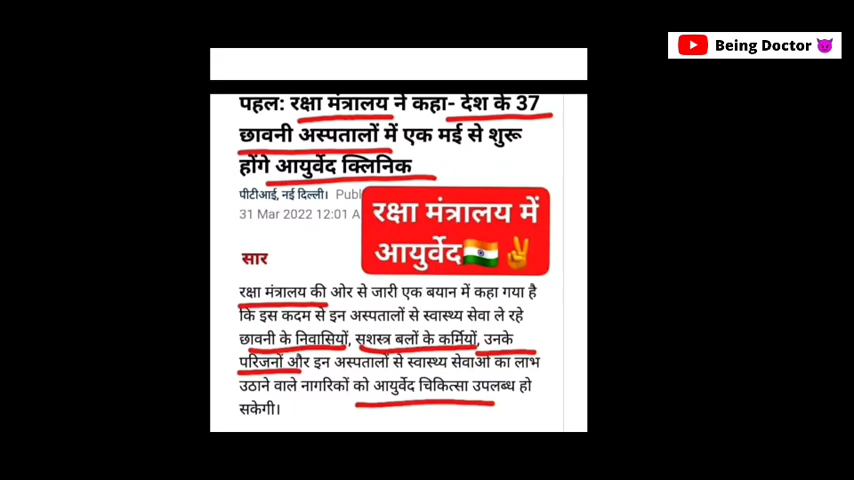 Being Doctor 😈
पहल: रक्षा मंत्रालय ने कहा- देश के 37
छावनी अस्पतालों में एक मई से शुरू
होंगे आयुर्वेद क्लिनिक
पीटीआई, नई दिल्ली। Publ
31 Mar 2022 12:01 A
रक्षा मंत्रालय में
आयुर्वेद🇮🇳✌️
सार
रक्षा मंत्रालय की ओर से जारी एक बयान में कहा गया है
कि इस कदम से इन अस्पतालों से स्वास्थ्य सेवा ले रहे
छावनी के निवासियों, सशस्त्र बलों के कर्मियों, उनके
परिजनों और इन अस्पतालों से स्वास्थ्य सेवाओं का लाभ
उठाने वाले नागरिकों को आयुर्वेद चिकित्सा उपलब्ध हो
सकेगी।